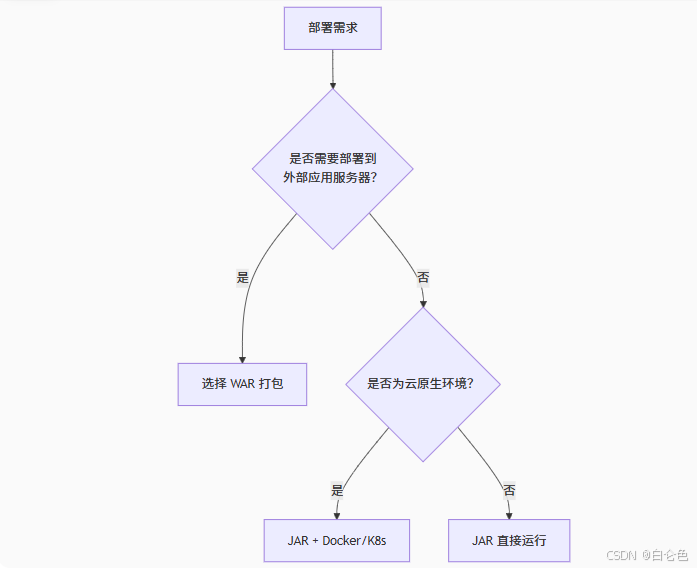 部署需求
是否需要部署到
外部应用服务器?
是
否
选择 WAR 打包
是否为云原生环境?
是
否
JAR + Docker/K8s
JAR 直接运行
CSDN @白仑色